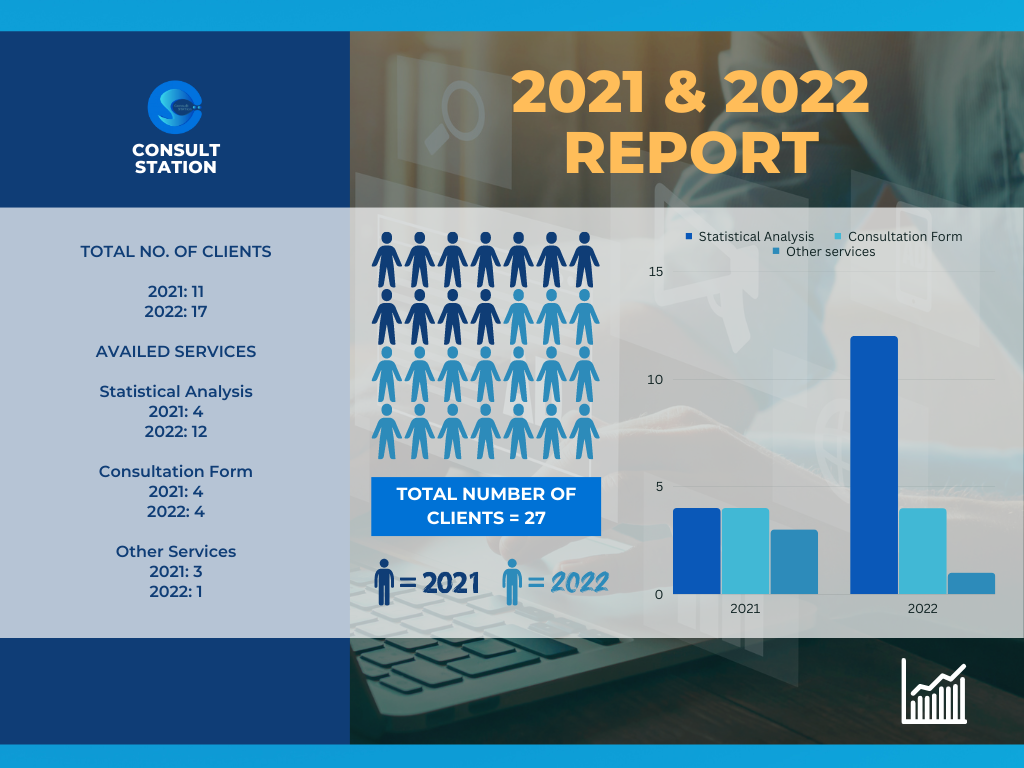 CONSULT
STATION
2021 & 2022
REPORT
TOTAL NO. OF CLIENTS
2021: 11
2022: 17
AVAILED SERVICES
Statistical Analysis
2021: 4
2022: 12
Consultation Form
2021: 4
2022: 4
Other Services
2021: 3
2022: 1
TOTAL NUMBER OF
CLIENTS = 27
= 2021
= 2022
Statistical Analysis
Consultation Form
Other services
15
10
5
0
2021
2022